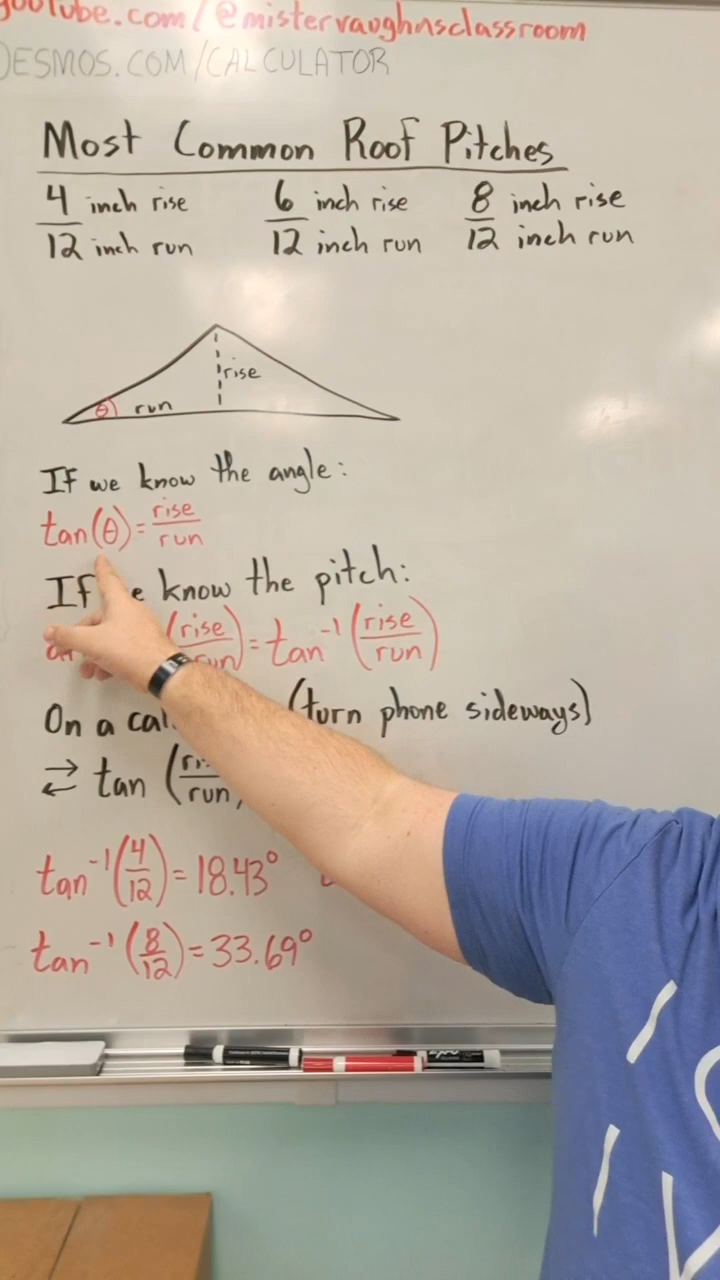 youtube.com/@mistervaughnsclassroom
DESMOS.COM/CALCULATOR
Most Common Roof Pitches
4 inch rise 6 inch rise 8 inch rise
12 inch run 12 inch run 12 inch run
rise
θ run
If we know the angle:
tan(θ)=rise/run
If e know the pitch:
(rise/run)=tan⁻¹(rise/run)
On a (turn phone sideways)
⇄ tan (run
tan⁻¹(4/12)=18.43°
tan⁻¹(8/12)=33.69°
EXPO